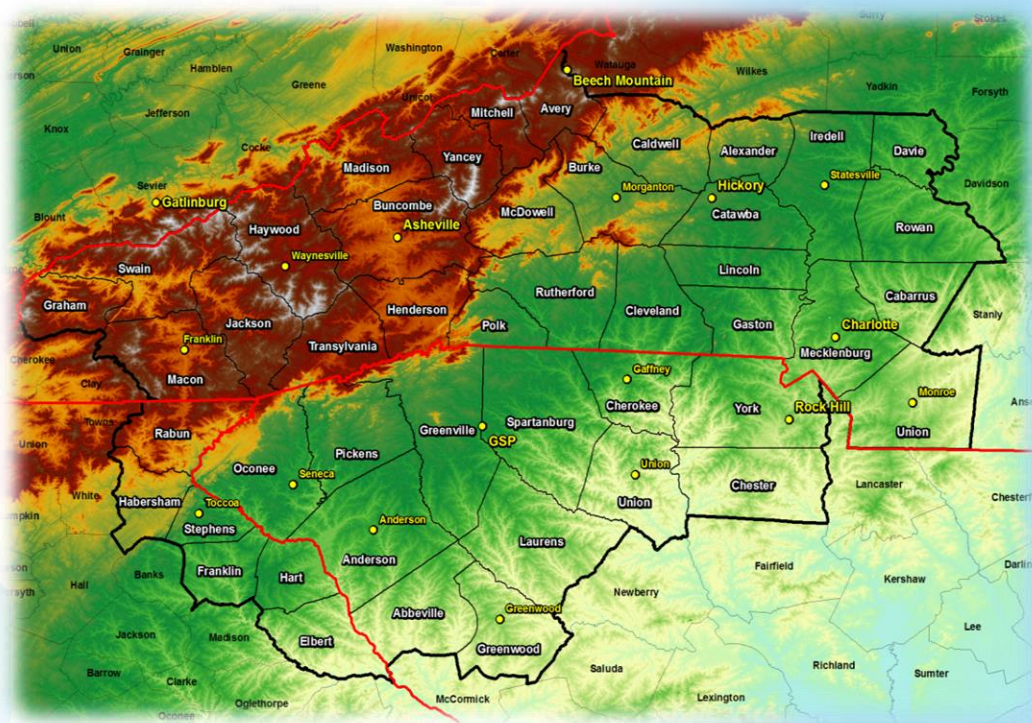 Surry
Stokes
Union
Grainger
Washington
Carter
Watauga
Hamblen
Greene
Beech Mountain
Wilkes
Yadkin
Forsyth
Unicoi
Avery
Mitchell
Jefferson
Knox
Iredell
Caldwell
Alexander
Davie
Cocke
Madison
Yancey
Burke
Sevier
Statesville
Morganton
Hickory
Davidson
Gatlinburg
Buncombe
McDowell
Catawba
Blount
Asheville
Haywood
Rowan
Waynesville
Swain
Lincoln
Rutherford
Cabarrus
Graham
Henderson
Cleveland
Stanly
Jackson
Polk
Gaston
Charlotte
Franklin
Transylvania
Mecklenburg
Cherokee
Gaffney
Macon
Clay
Monroe
Cherokee
York
Rock Hill
Ans
Towns
Spartanburg
Rabun
Greenville
GSP
Union
Union
Pickens
Union
Oconee
Seneca
Chester
Lancaster
White
Habersham
Toccoa
Union
Chesterf
Stephens
Anderson
Laurens
Anderson
Fairfield
Darlin
Franklin
Hart
Hall
Banks
Kershaw
Newberry
Greenwood
Abbeville
Lee
Jackson
Madison
Elbert
Greenwood
Saluda
Richland
Sumter
Barrow
Clarke
McCormick
Lexington
Oglethorpe
Oconee